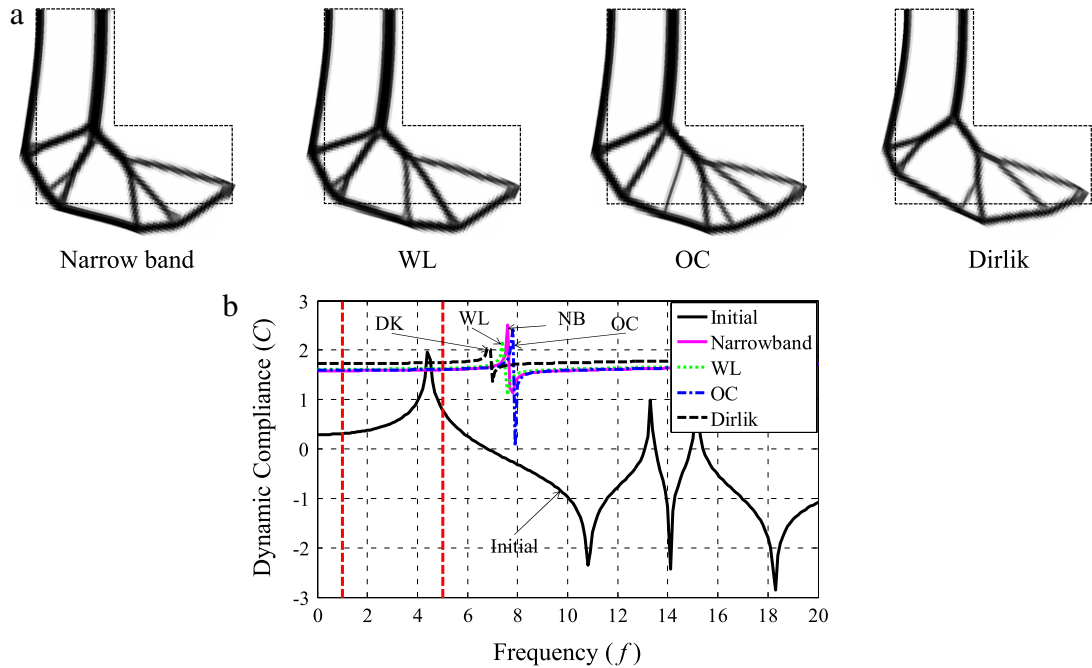 a
Narrow band
WL
OC
Dirlik
b
Dynamic Compliance (C)
3
2
1
0
-1
-2
-3
DK
WL
NB
OC
Initial
Initial
Narrowband
WL
OC
Dirlik
0 2 4 6 8 10 12 14 16 18 20
Frequency (f)